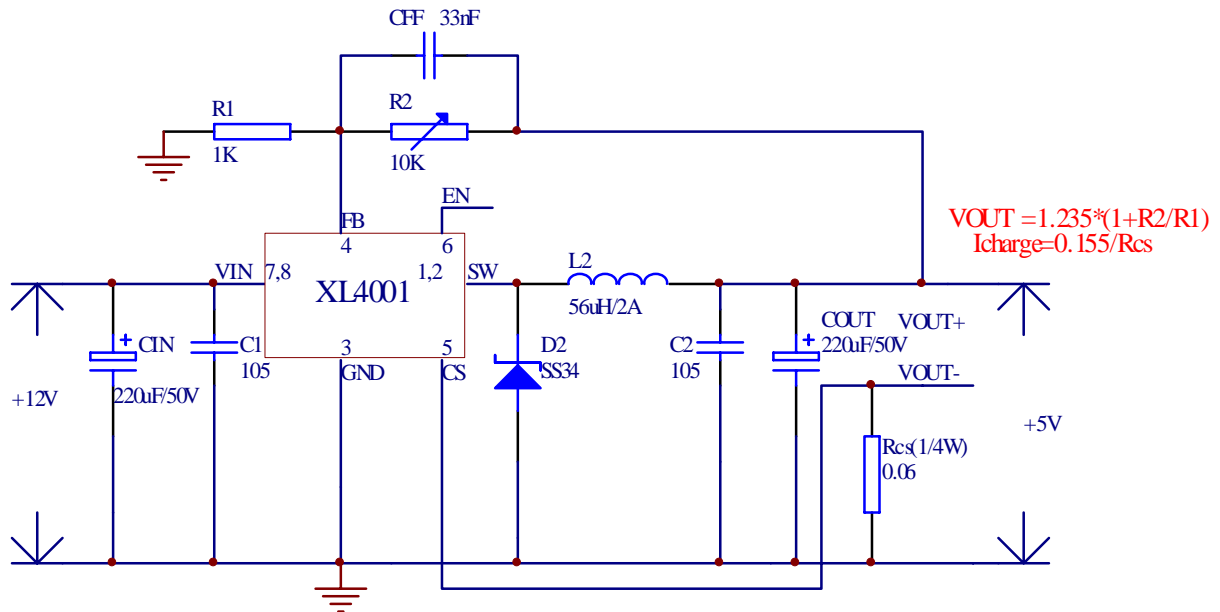 CFF 33nF
R1
R2
1K
10K
EN
FB
4
6
VOUT =1.235*(1+R2/R1)
Icharge=0.155/Rcs
VIN
7,8
1,2
SW
L2
XL4001
56uH/2A
CIN
C1
105
3
5
GND
CS
D2
SS34
C2
105
COUT
220uF/50V
VOUT+
VOUT-
220uF/50V
+12V
+5V
Rcs(1/4W)
0.06